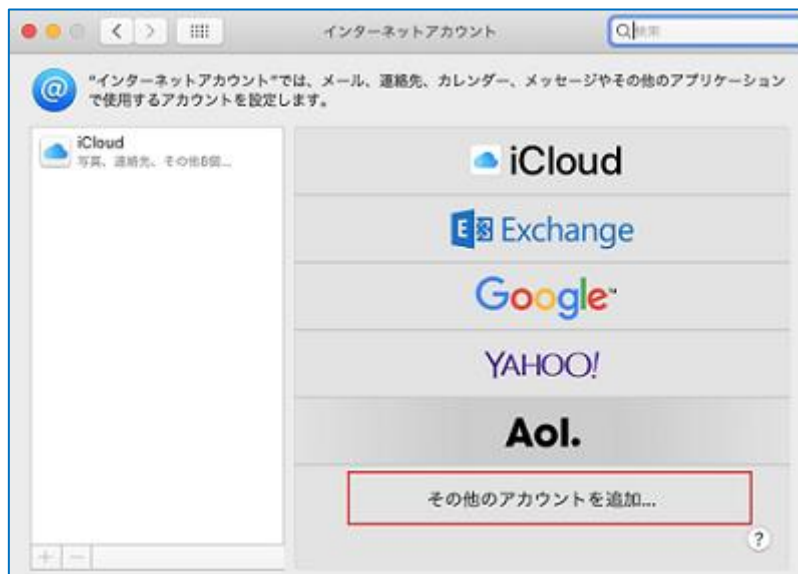 インターネットアカウント
検索
"インターネットアカウント"では、メール、連絡先、カレンダー、メッセージやその他のアプリケーション
で使用するアカウントを設定します。
iCloud
写真、連絡先、その他8個...
iCloud
Exchange
Google™
YAHOO!
Aol.
その他のアカウントを追加...
?